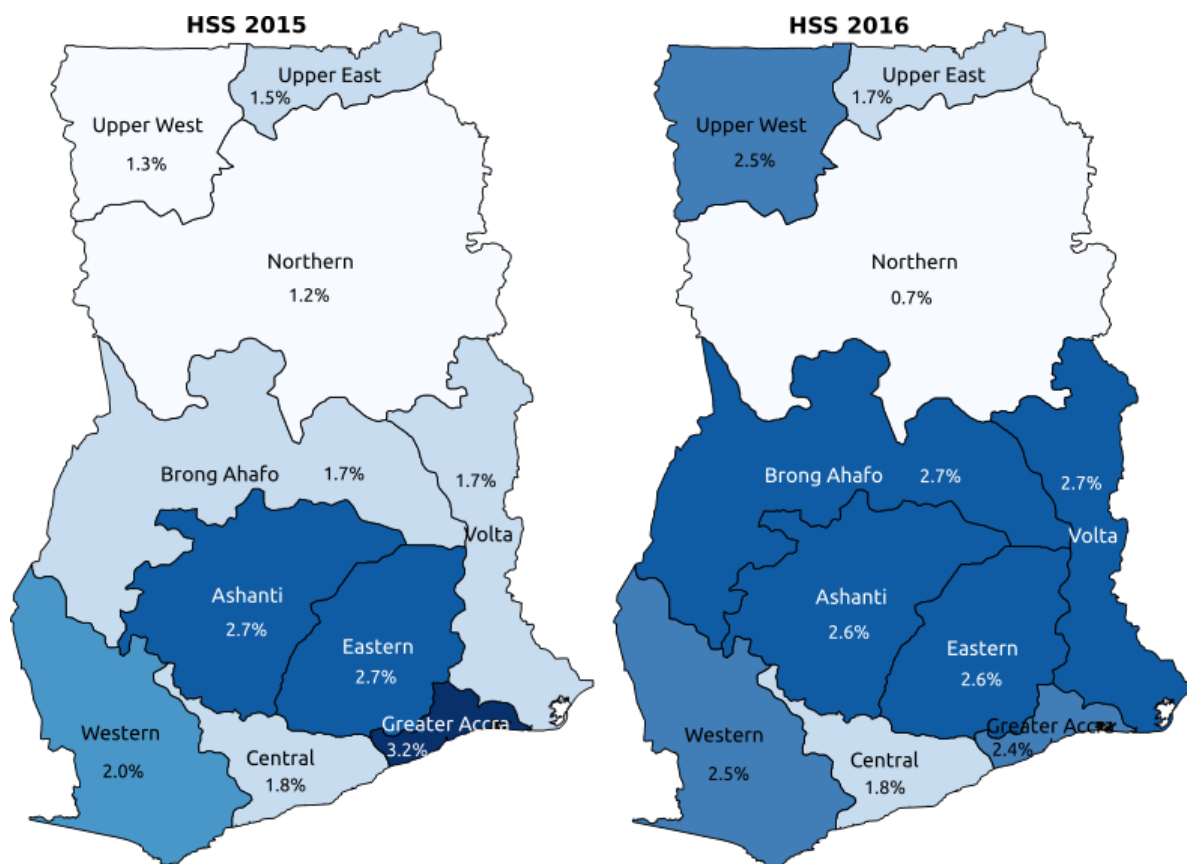 HSS 2015
Upper East
1.5%
Upper West
1.3%
Northern
1.2%
Brong Ahafo
1.7%
1.7%
Volta
Ashanti
2.7%
Eastern
2.7%
Greater Accra
3.2%
Western
2.0%
Central
1.8%
HSS 2016
Upper East
1.7%
Upper West
2.5%
Northern
0.7%
Brong Ahafo
2.7%
2.7%
Volta
Ashanti
2.6%
Eastern
2.6%
Greater Accra
2.4%
Western
2.5%
Central
1.8%